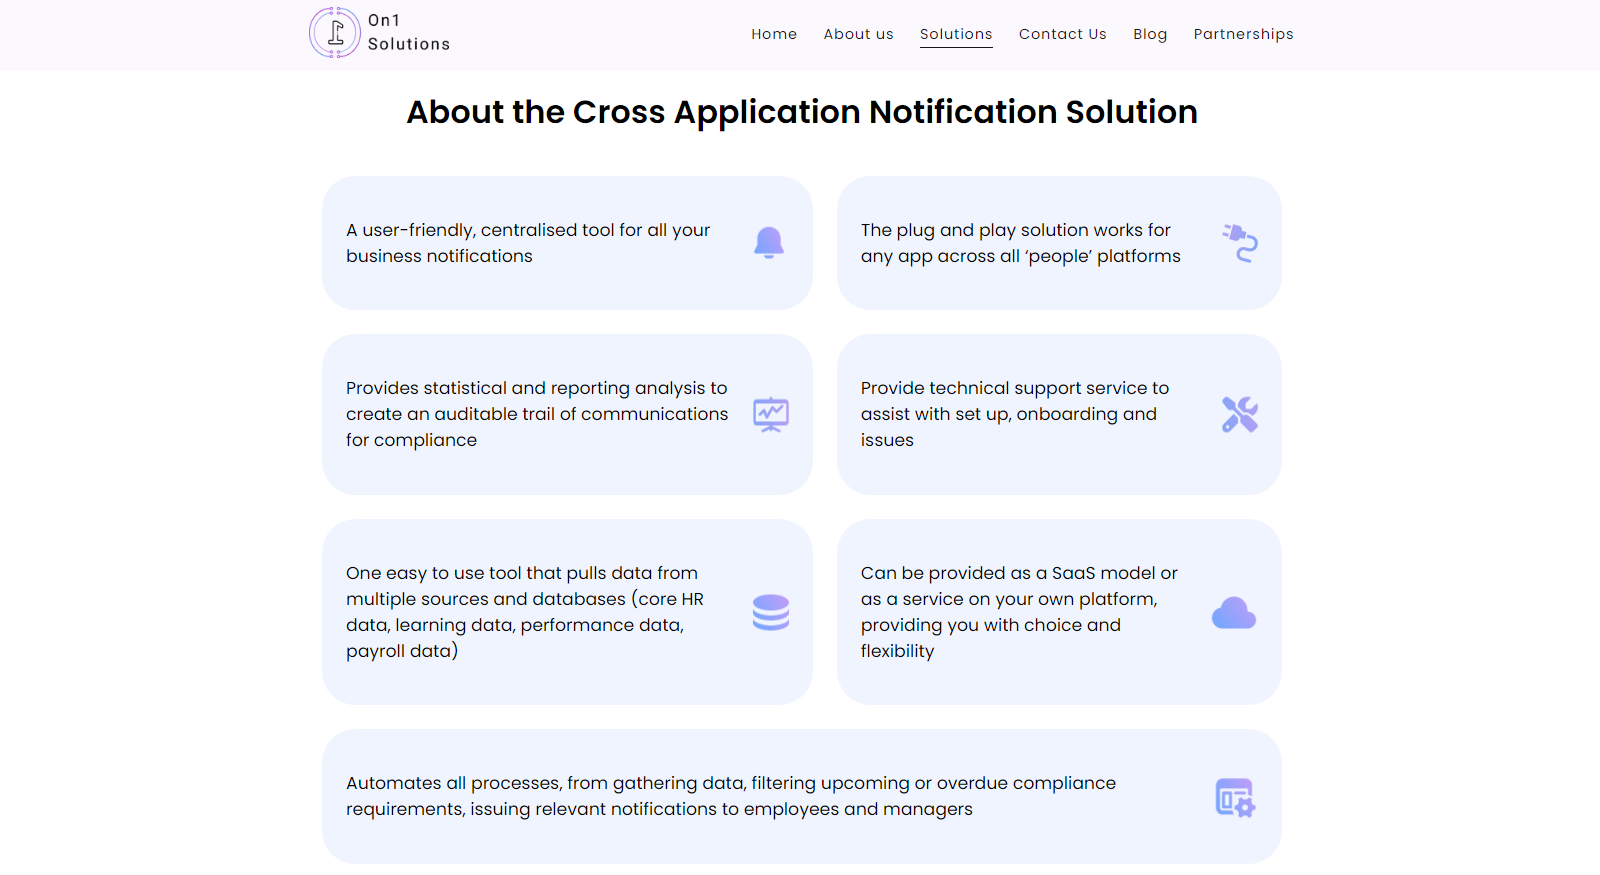 On1
Solutions
Home
About us
Solutions
Contact Us
Blog
Partnerships
About the Cross Application Notification Solution
A user-friendly, centralised tool for all your
business notifications
The plug and play solution works for
any app across all ‘people’ platforms
Provides statistical and reporting analysis to
create an auditable trail of communications
for compliance
Provide technical support service to
assist with set up, onboarding and
issues
One easy to use tool that pulls data from
multiple sources and databases (core HR
data, learning data, performance data,
payroll data)
Can be provided as a SaaS model or
as a service on your own platform,
providing you with choice and
flexibility
Automates all processes, from gathering data, filtering upcoming or overdue compliance
requirements, issuing relevant notifications to employees and managers